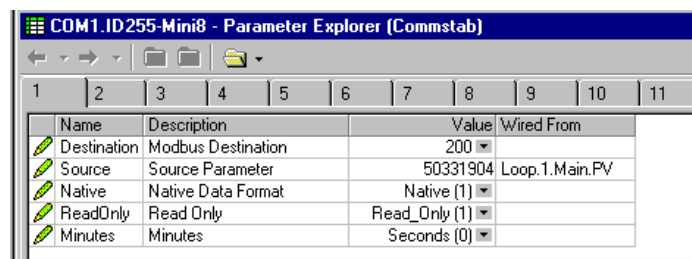 COM1.ID255-Mini8 - Parameter Explorer (Commstab)
1 2 3 4 5 6 7 8 9 10 11
Name Description Value Wired From
Destination Modbus Destination 200
Source Source Parameter 50331904 Loop.1.Main.PV
Native Native Data Format Native (1)
ReadOnly Read Only Read_Only (1)
Minutes Minutes Seconds (0)